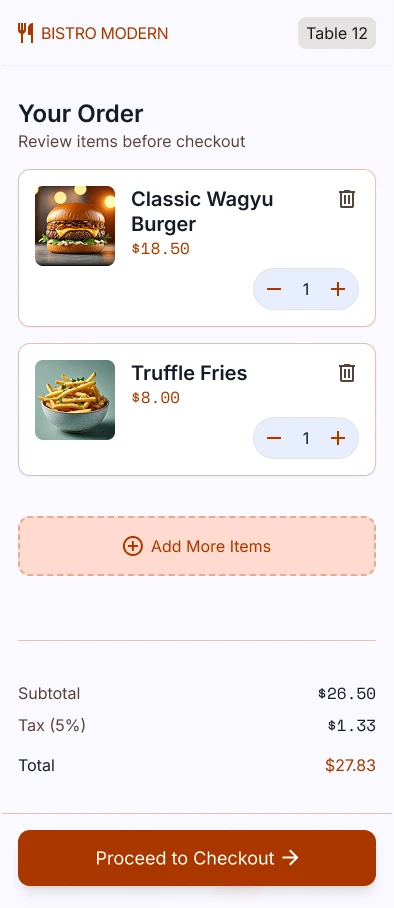 BISTRO MODERN
Table 12
Your Order
Review items before checkout
Classic Wagyu
Burger
$18.50
1
Truffle Fries
$8.00
1
Add More Items
Subtotal $26.50
Tax (5%) $1.33
Total $27.83
Proceed to Checkout →